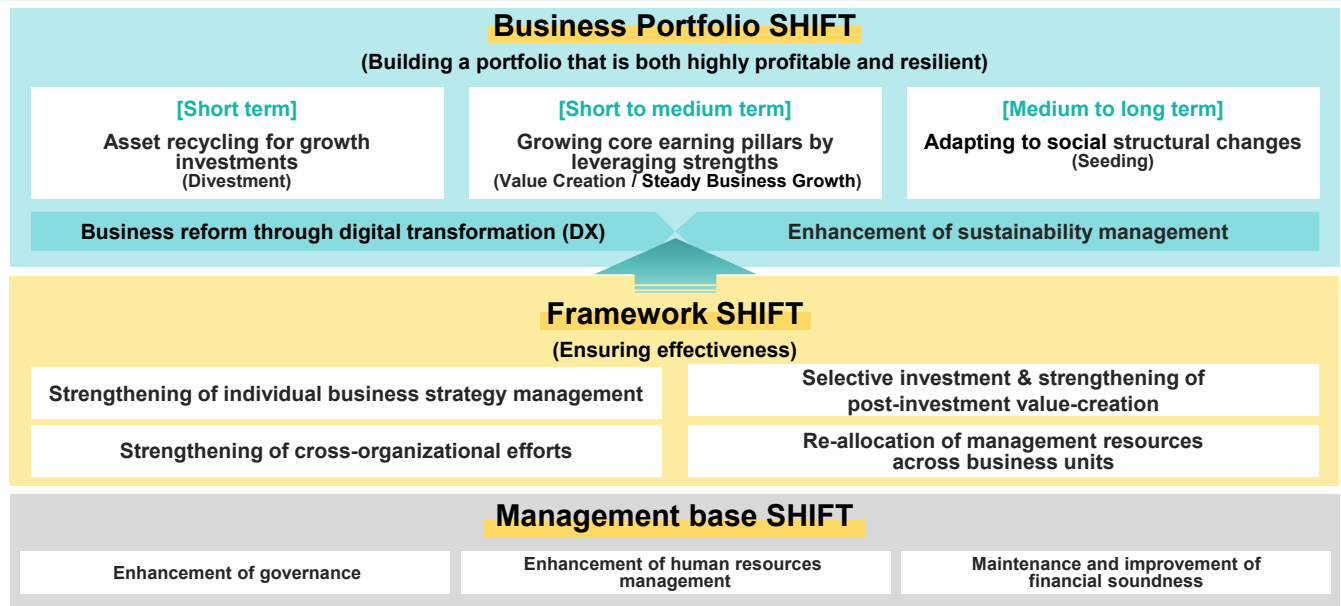 Business Portfolio SHIFT
(Building a portfolio that is both highly profitable and resilient)
[Short term]
Asset recycling for growth
investments
(Divestment)
[Short to medium term]
Growing core earning pillars by
leveraging strengths
(Value Creation / Steady Business Growth)
[Medium to long term]
Adapting to social structural changes
(Seeding)
Business reform through digital transformation (DX)
Enhancement of sustainability management
Framework SHIFT
(Ensuring effectiveness)
Strengthening of individual business strategy management
Selective investment & strengthening of
post-investment value-creation
Strengthening of cross-organizational efforts
Re-allocation of management resources
across business units
Management base SHIFT
Enhancement of governance
Enhancement of human resources
management
Maintenance and improvement of
financial soundness